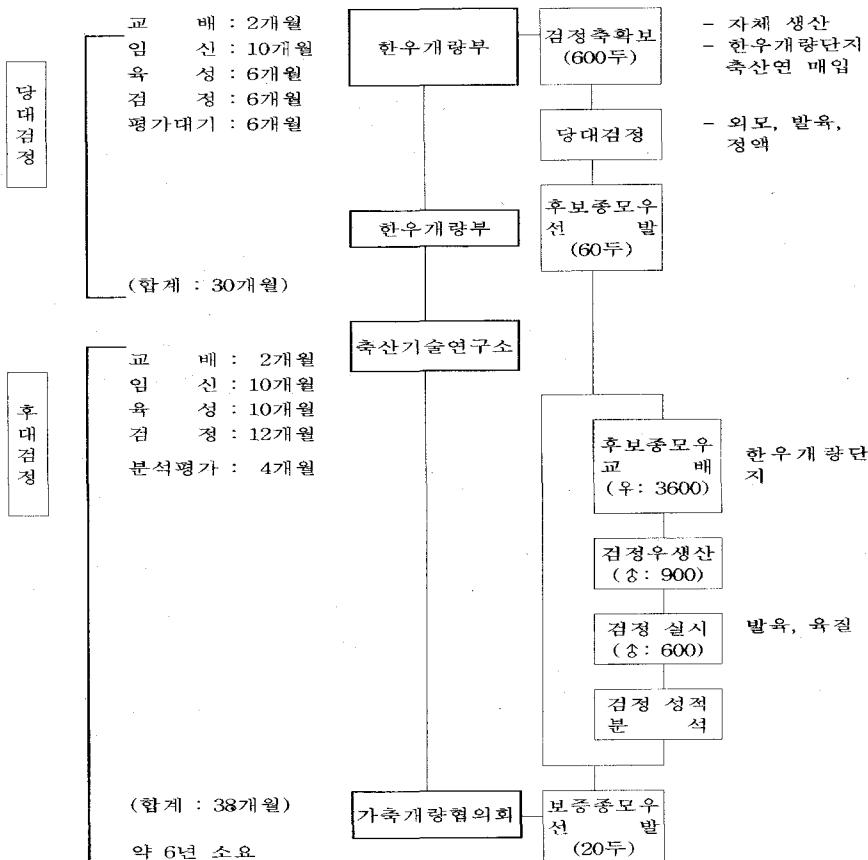 당대검정
교 배 : 2개월
임 신 : 10개월
육 성 : 6개월
검 정 : 6개월
평가대기 : 6개월
(합계 : 30개월)
한우개량부
검정축확보
(600두)
- 자체 생산
- 한우개량단지
축산연 매입
당대검정
- 외모, 발육,
정액
한우개량부
후보종모우
선 발
(60두)
축산기술연구소
후대검정
교 배 : 2개월
임 신 : 10개월
육 성 : 10개월
검 정 : 12개월
분석평가 : 4개월
후보종모우
교 배
(우: 3600)
한우개량단
지
검정우생산
(♂: 900)
검정 실시
(♂: 600)
발육, 육질
검정 성적
분 석
(합계 : 38개월)
약 6년 소요
가축개량협의회
보증종모우
선 발
(20두)